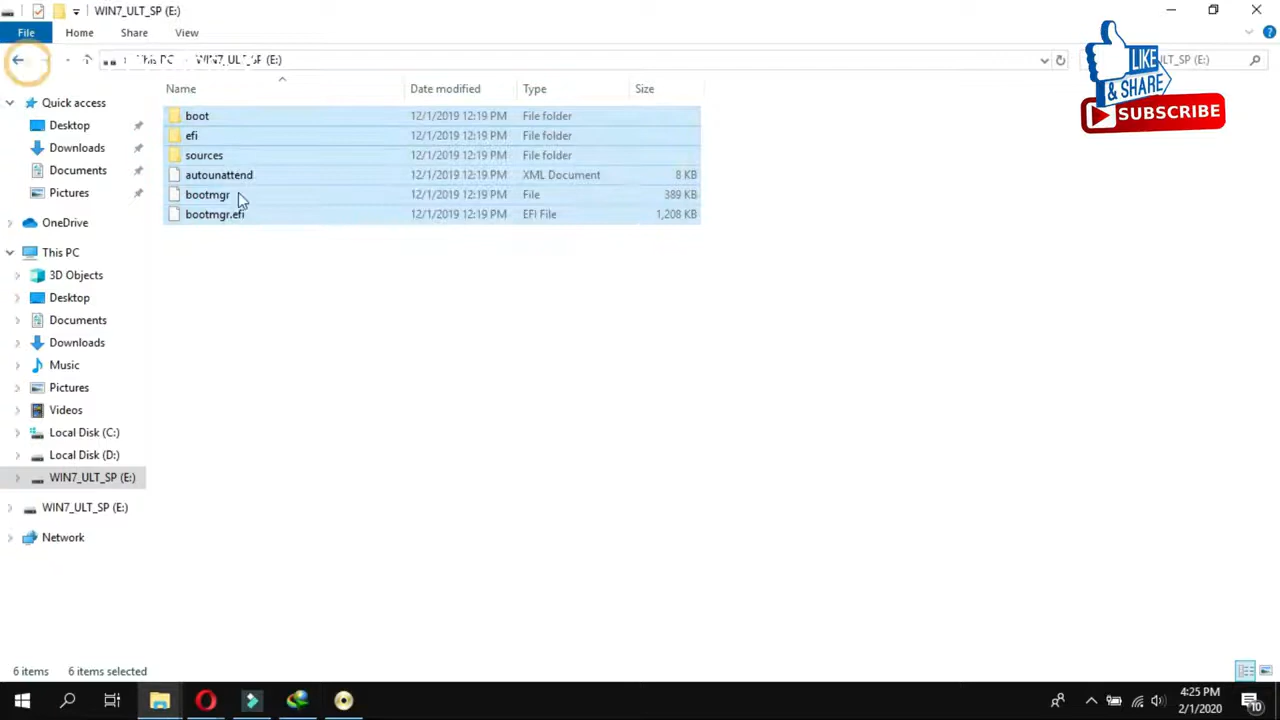 WIN7_ULT_SP (E:)
File Home Share View
This PC WIN7_ULT_SP (E:) ULT_SP (E:)
LIKE
& SHARE
SUBSCRIBE
Name Date modified Type Size
boot 12/1/2019 12:19 PM File folder
efi 12/1/2019 12:19 PM File folder
sources 12/1/2019 12:19 PM File folder
autounattend 12/1/2019 12:19 PM XML Document 8 KB
bootmgr 12/1/2019 12:19 PM File 389 KB
bootmgr.efi 12/1/2019 12:19 PM EFI File 1,208 KB
Quick access
Desktop
Downloads
Documents
Pictures
OneDrive
This PC
3D Objects
Desktop
Documents
Downloads
Music
Pictures
Videos
Local Disk (C:)
Local Disk (D:)
WIN7_ULT_SP (E:)
WIN7_ULT_SP (E:)
Network
6 items 6 items selected
4:25 PM
2/1/2020
10